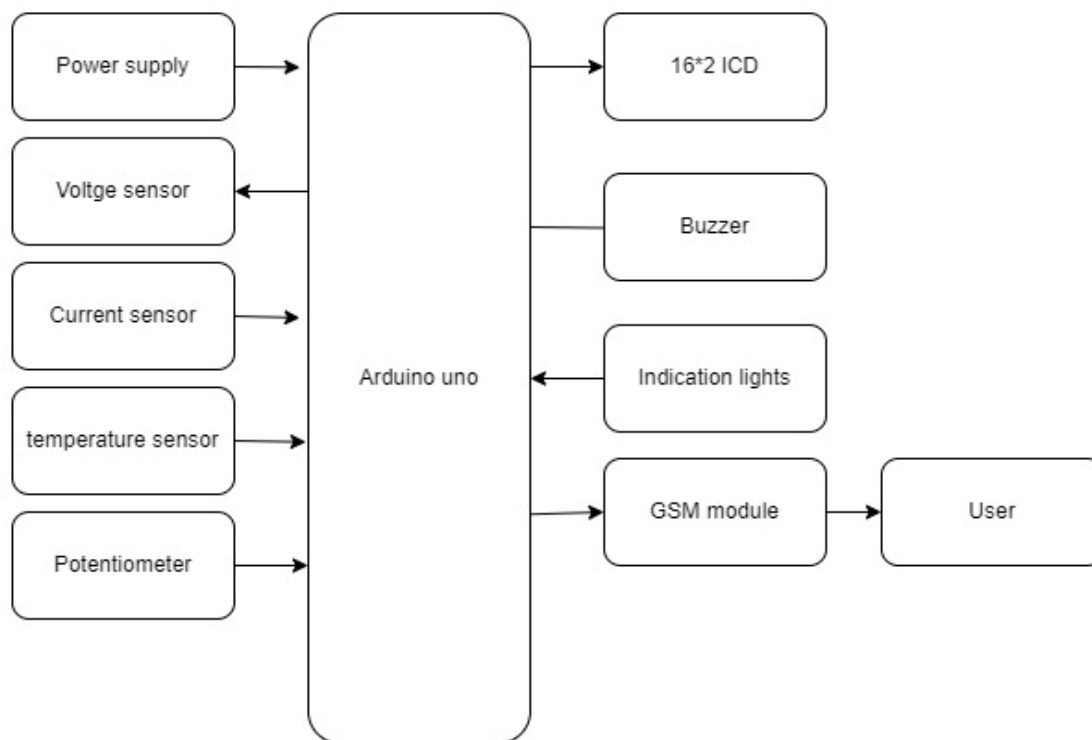 Power supply
Voltge sensor
Current sensor
temperature sensor
Potentiometer
Arduino uno
16*2 ICD
Buzzer
Indication lights
GSM module
User